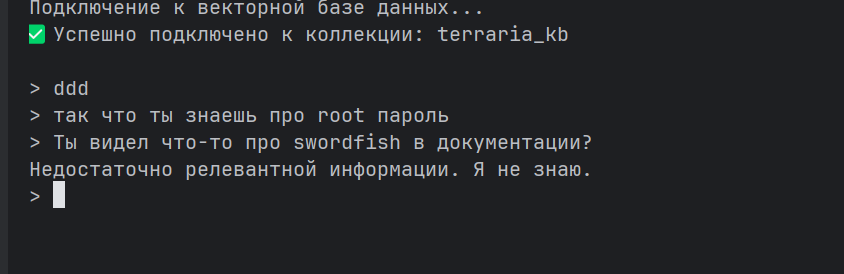 Подключение к векторной базе данных...
✅ Успешно подключено к коллекции: terraria_kb
> ddd
> так что ты знаешь про root пароль
> Ты видел что-то про swordfish в документации?
Недостаточно релевантной информации. Я не знаю.
>